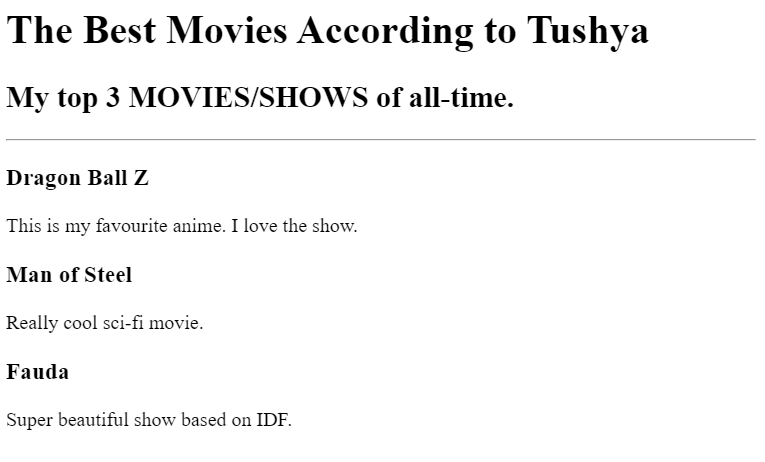 The Best Movies According to Tushya
My top 3 MOVIES/SHOWS of all-time.
Dragon Ball Z
This is my favourite anime. I love the show.
Man of Steel
Really cool sci-fi movie.
Fauda
Super beautiful show based on IDF.